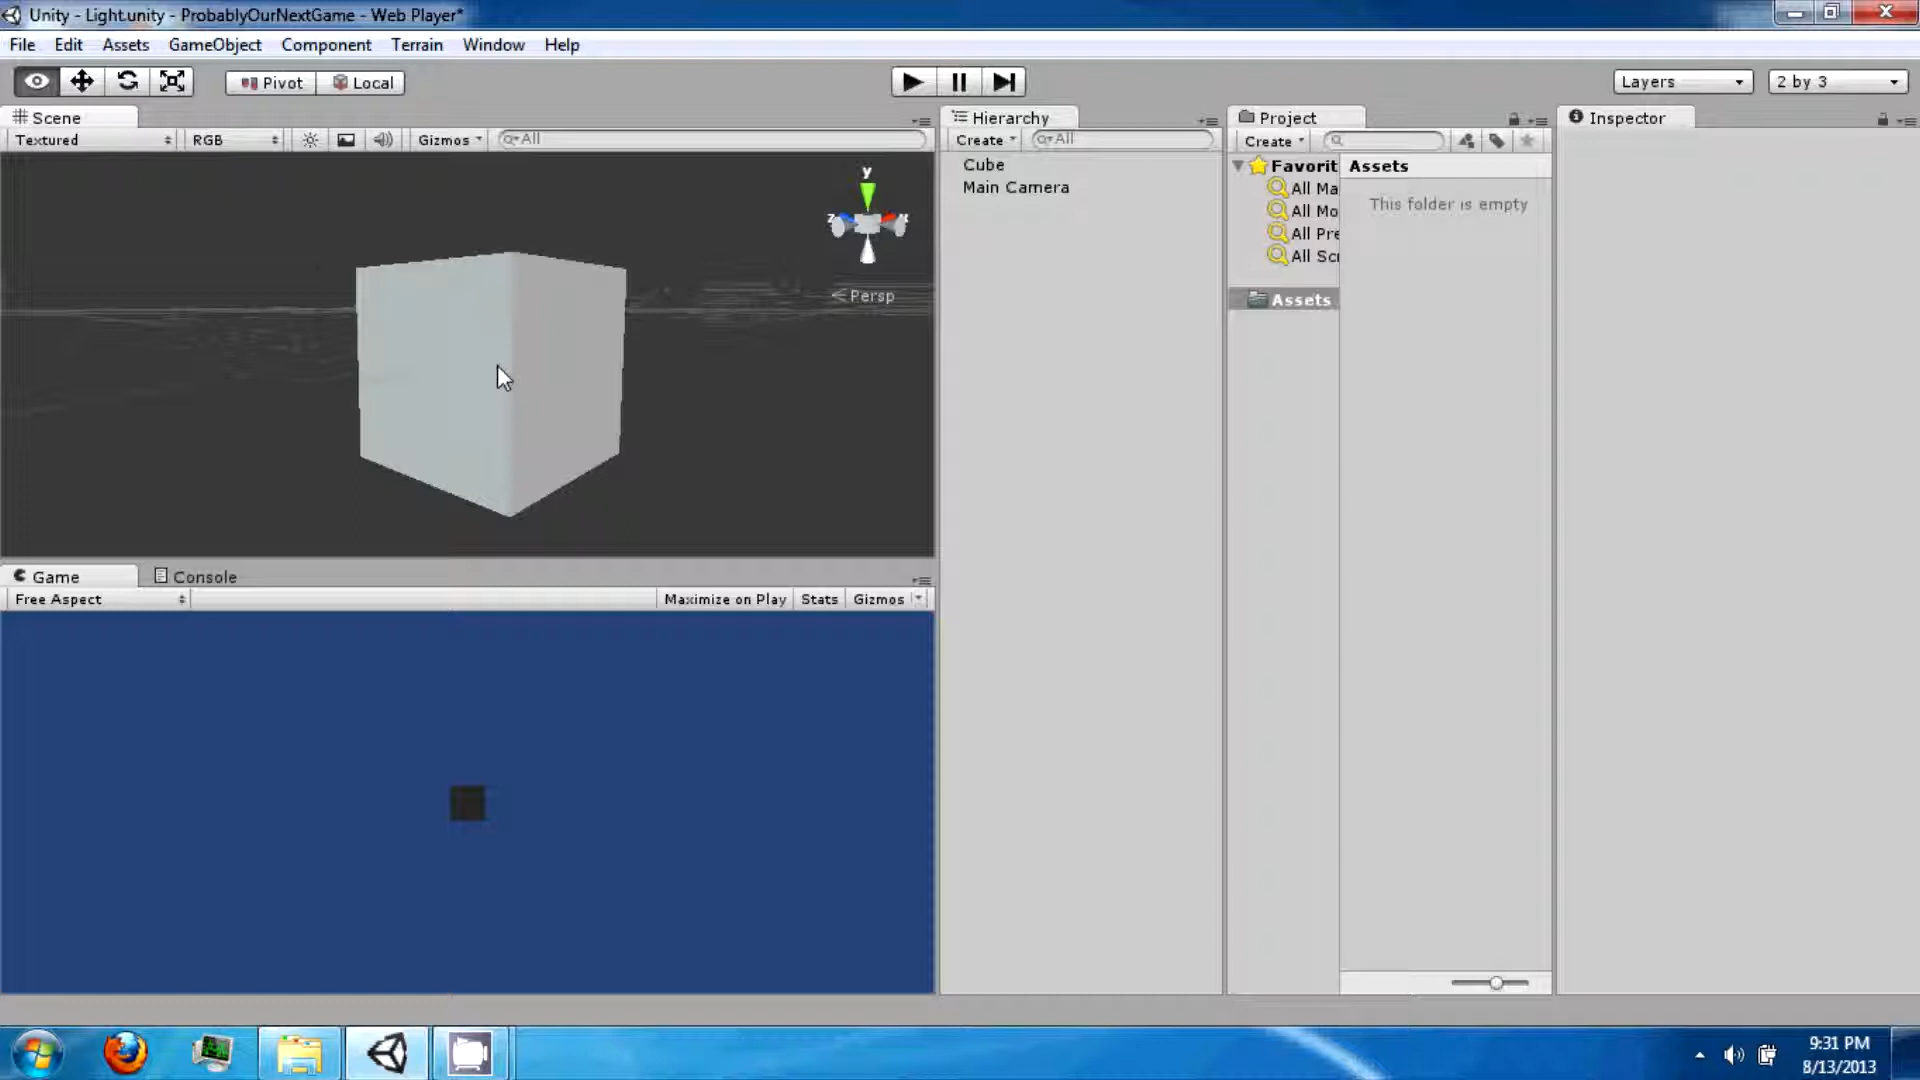 Unity - Light.unity - ProbablyOurNextGame - Web Player*
File Edit Assets GameObject Component Terrain Window Help
Pivot Local Layers 2 by 3
Scene
Textured RGB Gizmos All
y
z x
Persp
Hierarchy
Create All
Cube
Main Camera
Project
Create
Favorit
All Ma
All Mo
All Pre
All Scr
Assets
Assets
This folder is empty
Inspector
Game Console
Free Aspect Maximize on Play Stats Gizmos
9:31 PM
8/13/2013